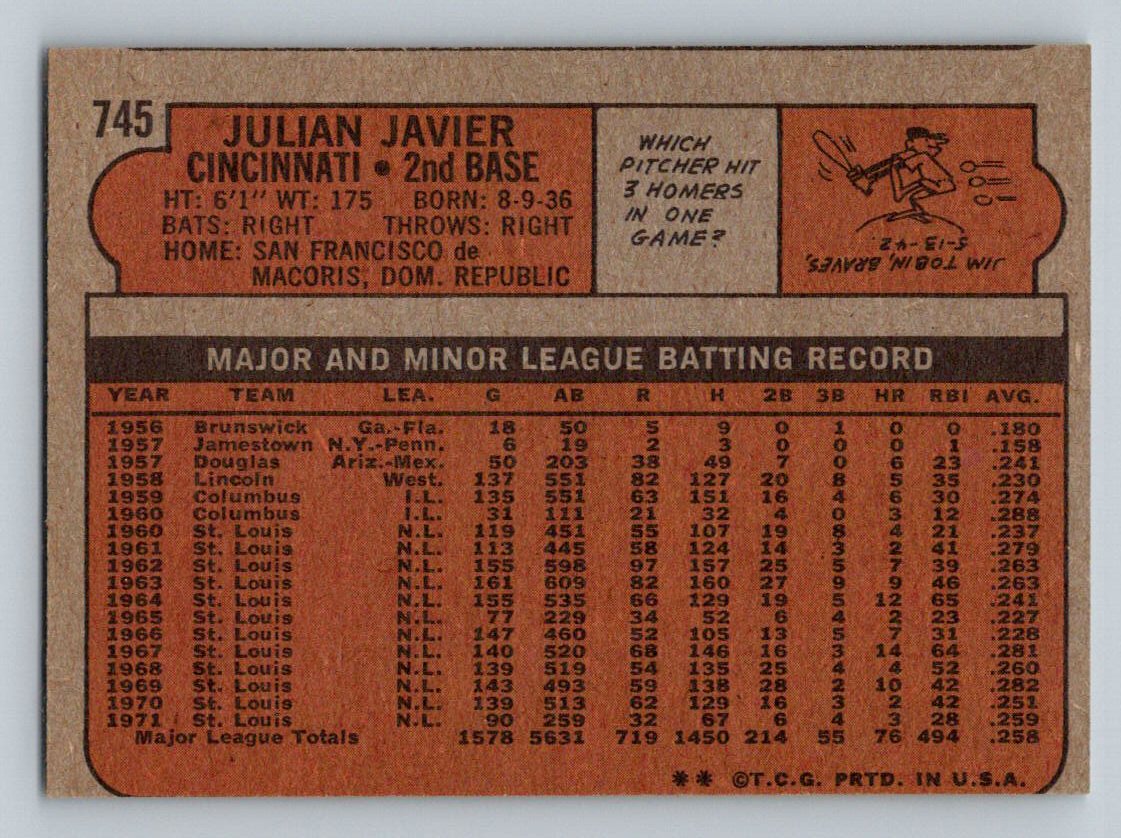 745
JULIAN JAVIER
CINCINNATI • 2nd BASE
HT: 6'1" WT: 175 BORN: 8-9-36
BATS: RIGHT THROWS: RIGHT
HOME: SAN FRANCISCO de
MACORIS, DOM. REPUBLIC
WHICH
PITCHER HIT
3 HOMERS
IN ONE
GAME?
JIM TOBIN, BRAVES,
5-13-42.
MAJOR AND MINOR LEAGUE BATTING RECORD
YEAR TEAM LEA. G AB R H 2B 3B HR RBI AVG.
1956 Brunswick Ga.-Fla. 18 50 5 9 0 1 0 0 .180
1957 Jamestown N.Y.-Penn. 6 19 2 3 0 0 0 1 .158
1957 Douglas Ariz.-Mex. 50 203 38 49 7 0 6 23 .241
1958 Lincoln West. 137 551 82 127 20 8 5 35 .230
1959 Columbus I.L. 135 551 63 151 16 4 6 30 .274
1960 Columbus I.L. 31 111 21 32 4 0 3 12 .288
1960 St. Louis N.L. 119 451 55 107 19 8 4 21 .237
1961 St. Louis N.L. 113 445 58 124 14 3 2 41 .279
1962 St. Louis N.L. 155 598 97 157 25 5 7 39 .263
1963 St. Louis N.L. 161 609 82 160 27 9 9 46 .263
1964 St. Louis N.L. 155 535 66 129 19 5 12 65 .241
1965 St. Louis N.L. 77 229 34 52 6 4 2 23 .227
1966 St. Louis N.L. 147 460 52 105 13 5 7 31 .228
1967 St. Louis N.L. 140 520 68 146 16 3 14 64 .281
1968 St. Louis N.L. 139 519 54 135 25 4 4 52 .260
1969 St. Louis N.L. 143 493 59 138 28 2 10 42 .282
1970 St. Louis N.L. 139 513 62 129 16 3 2 42 .251
1971 St. Louis N.L. 90 259 32 67 6 4 3 28 .259
Major League Totals 1578 5631 719 1450 214 55 76 494 .258
** ©T.C.G. PRTD. IN U.S.A.